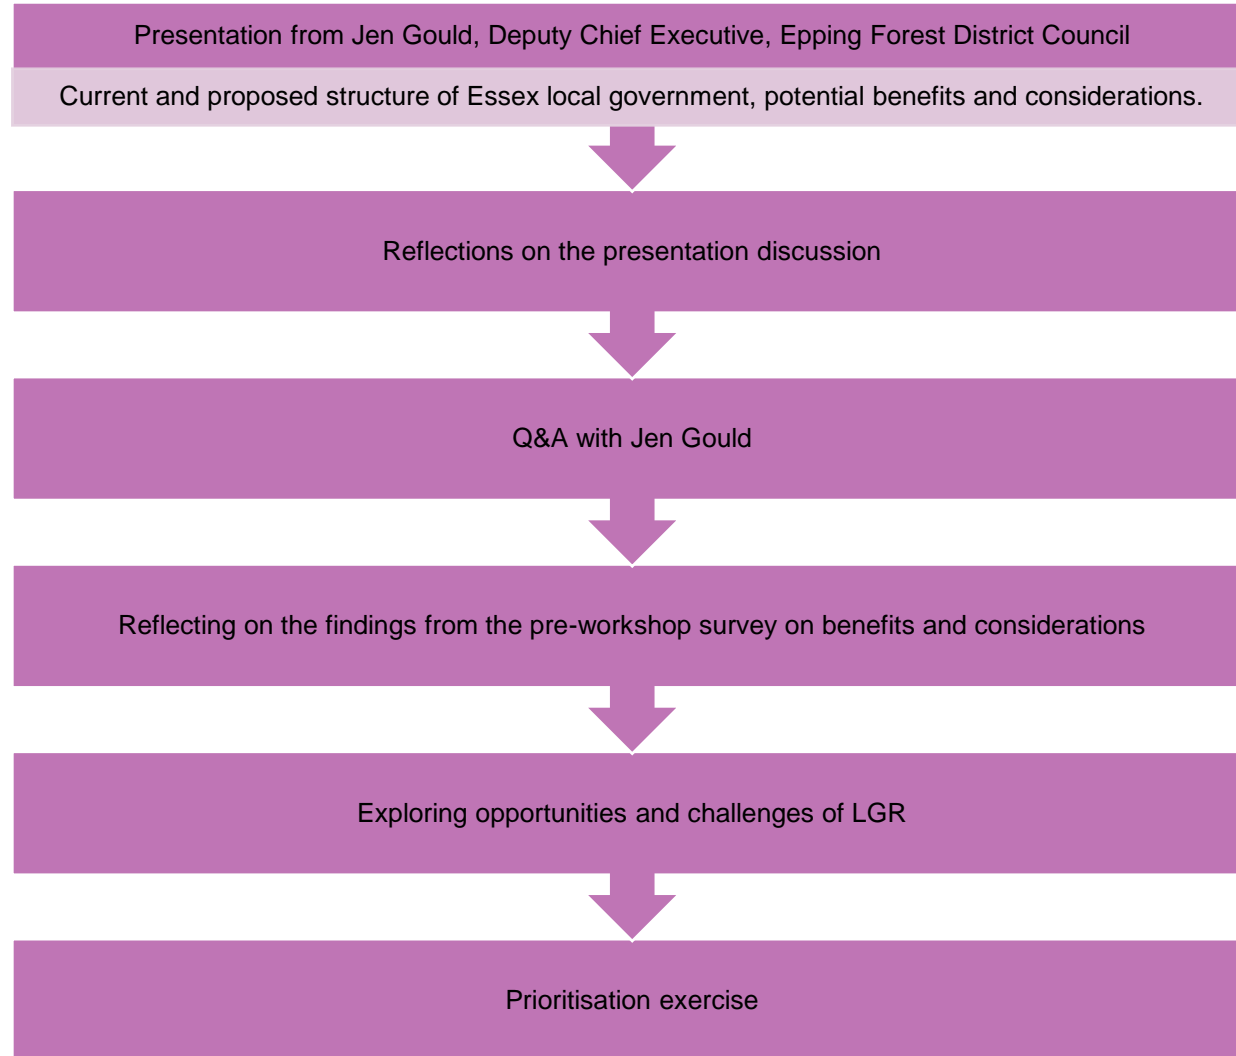 Presentation from Jen Gould, Deputy Chief Executive, Epping Forest District Council
Current and proposed structure of Essex local government, potential benefits and considerations.
Reflections on the presentation discussion
Q&A with Jen Gould
Reflecting on the findings from the pre-workshop survey on benefits and considerations
Exploring opportunities and challenges of LGR
Prioritisation exercise